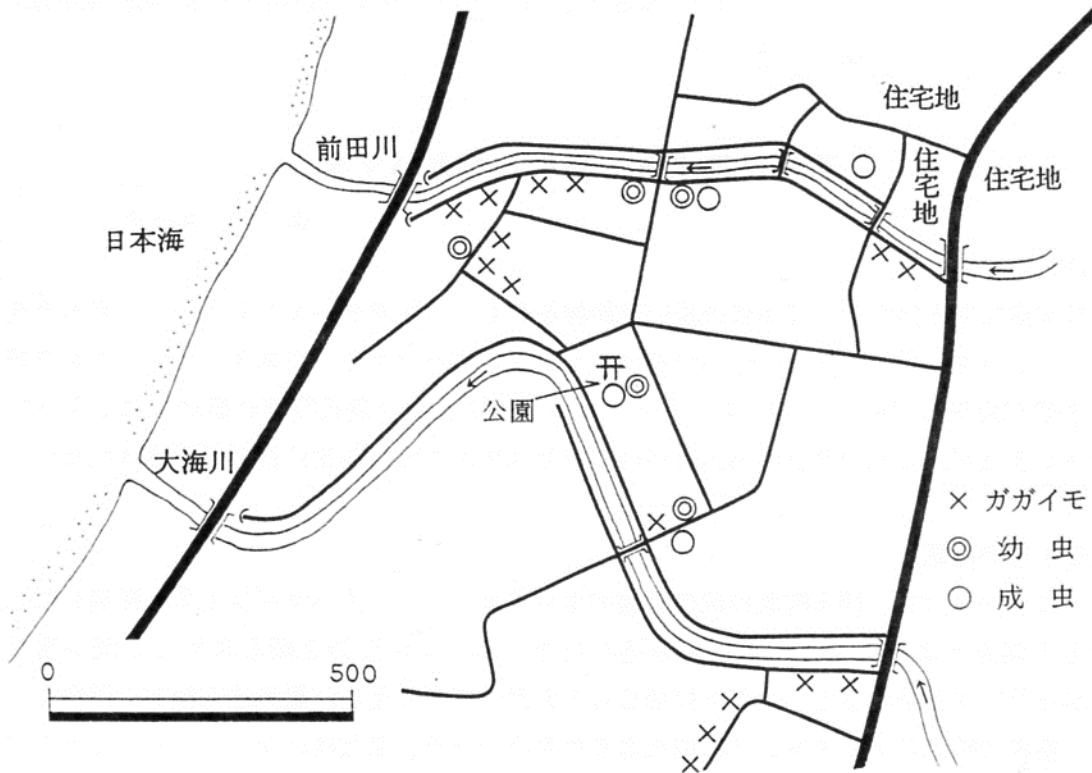 住宅地
前田川
住宅地
住宅地
日本海
公園
大海川
× ガガイモ
◎ 幼虫
○ 成虫
0 500